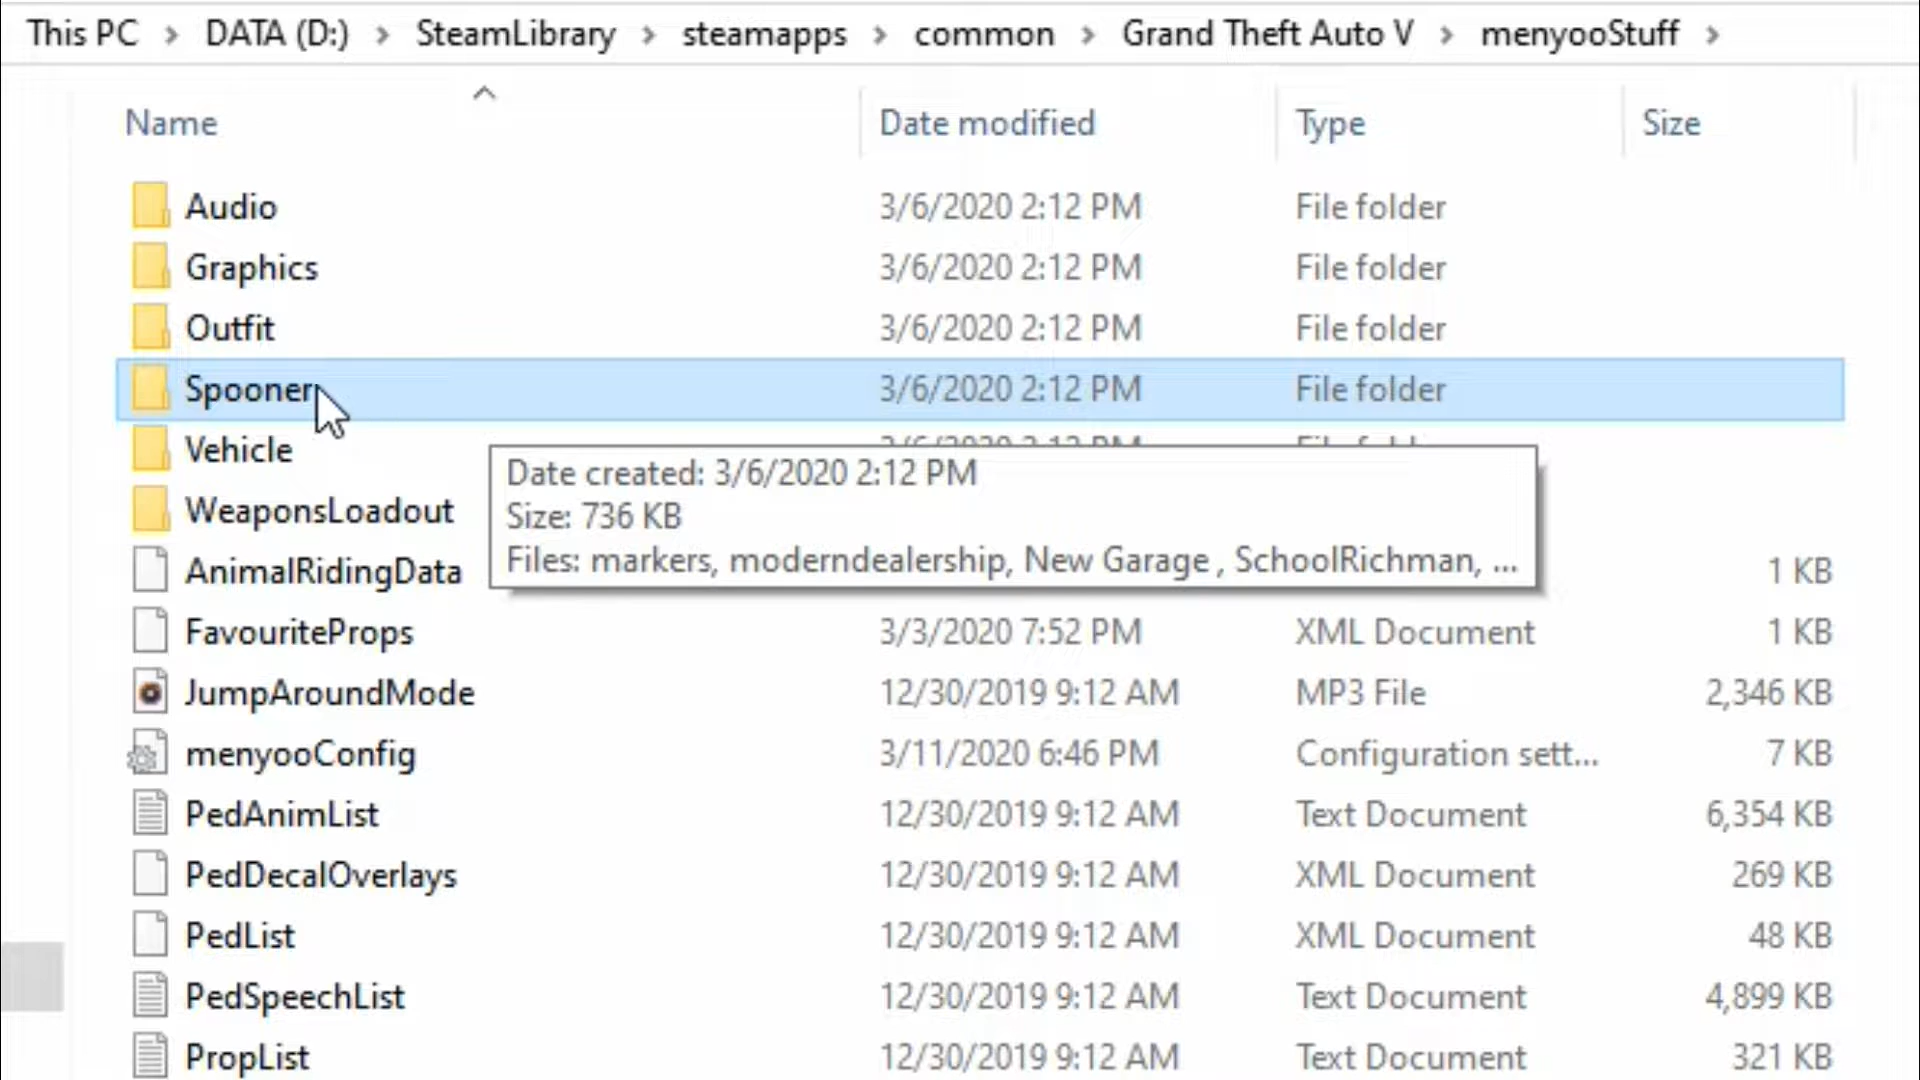 This PC > DATA (D:) > SteamLibrary > steamapps > common > Grand Theft Auto V > menyooStuff >
Name Date modified Type Size
Audio 3/6/2020 2:12 PM File folder
Graphics 3/6/2020 2:12 PM File folder
Outfit 3/6/2020 2:12 PM File folder
Spooner 3/6/2020 2:12 PM File folder
Vehicle
Date created: 3/6/2020 2:12 PM
Size: 736 KB
Files: markers, moderndealership, New Garage , SchoolRichman, ...
WeaponsLoadout
AnimalRidingData 1 KB
FavouriteProps 3/3/2020 7:52 PM XML Document 1 KB
JumpAroundMode 12/30/2019 9:12 AM MP3 File 2,346 KB
menyooConfig 3/11/2020 6:46 PM Configuration sett... 7 KB
PedAnimList 12/30/2019 9:12 AM Text Document 6,354 KB
PedDecalOverlays 12/30/2019 9:12 AM XML Document 269 KB
PedList 12/30/2019 9:12 AM XML Document 48 KB
PedSpeechList 12/30/2019 9:12 AM Text Document 4,899 KB
PropList 12/30/2019 9:12 AM Text Document 321 KB